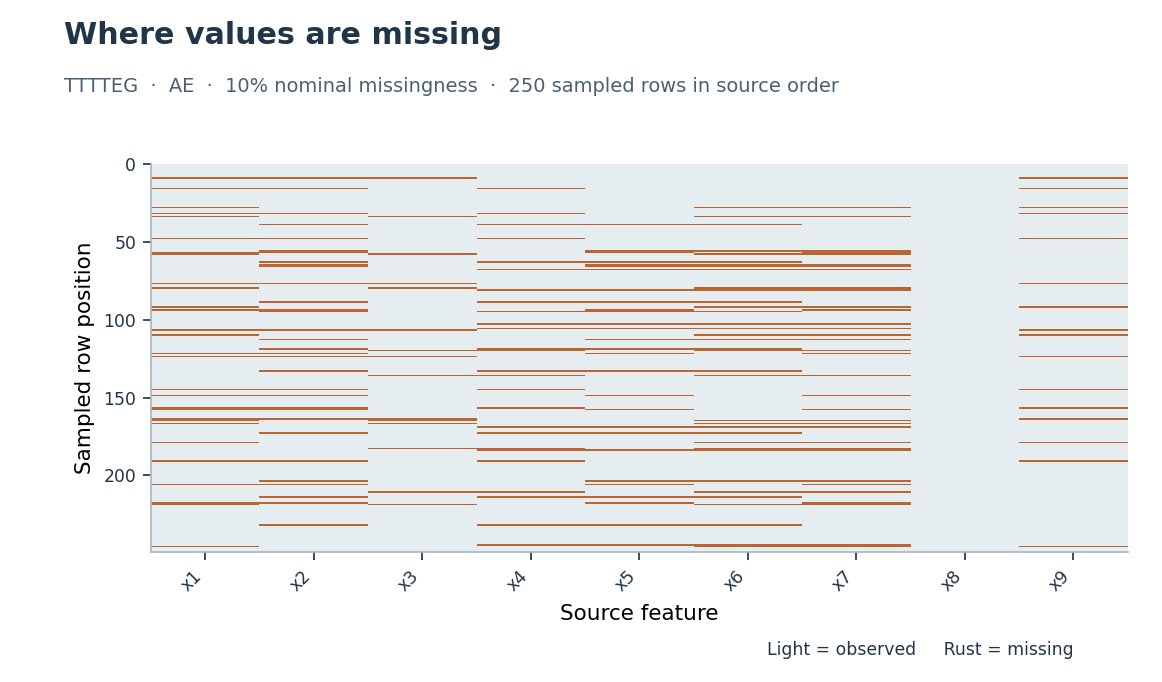 Where values are missing
TTTTEG · AE · 10% nominal missingness · 250 sampled rows in source order
0
50
100
150
200
Sampled row position
x1 x2 x3 x4 x5 x6 x7 x8 x9
Source feature
Light = observed Rust = missing